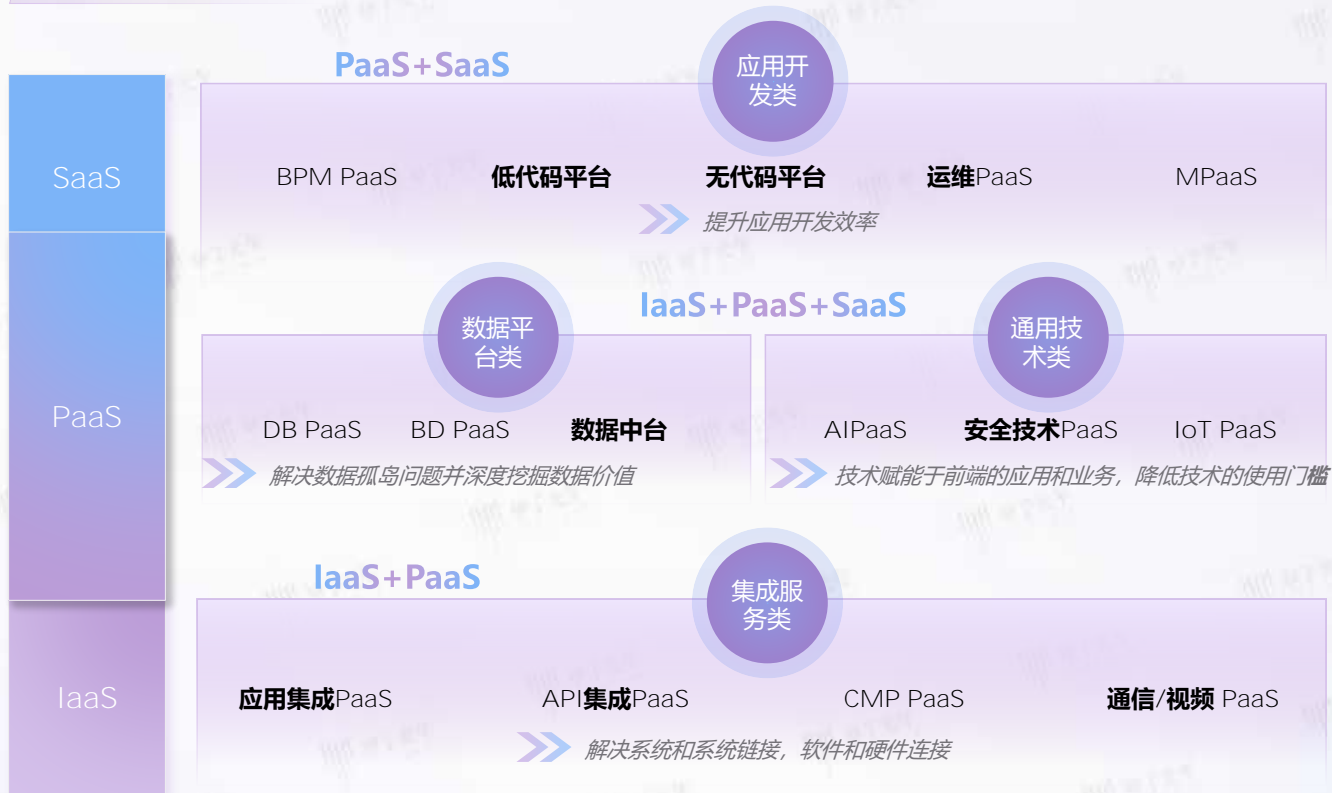 PaaS+SaaS
应用开
发类
SaaS
BPM PaaS
低代码平台
无代码平台
运维PaaS
MPaaS
提升应用开发效率
IaaS+PaaS+SaaS
数据平
台类
通用技
术类
PaaS
DB PaaS
BD PaaS
数据中台
AIPaaS
安全技术PaaS
IoT PaaS
解决数据孤岛问题并深度挖掘数据价值
技术赋能于前端的应用和业务，降低技术的使用门槛
IaaS+PaaS
集成服
务类
IaaS
应用集成PaaS
API集成PaaS
CMP PaaS
通信/视频 PaaS
解决系统和系统链接，软件和硬件连接